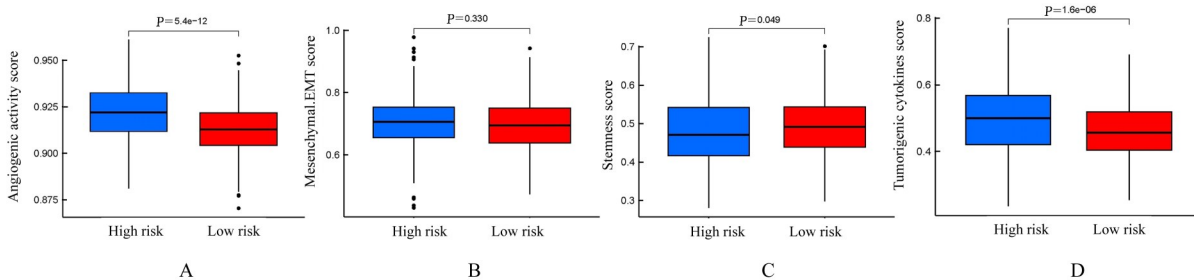 P=5.4e−12
Angiogenic activity score
0.950
0.925
0.900
0.875
High risk
Low risk
A
P=0.330
Mesenchymal.EMT score
1.0
0.8
0.6
High risk
Low risk
B
P=0.049
Stemness score
0.7
0.6
0.5
0.4
0.3
High risk
Low risk
C
P=1.6e−06
Tumorigenic cytokines score
0.8
0.6
0.4
High risk
Low risk
D